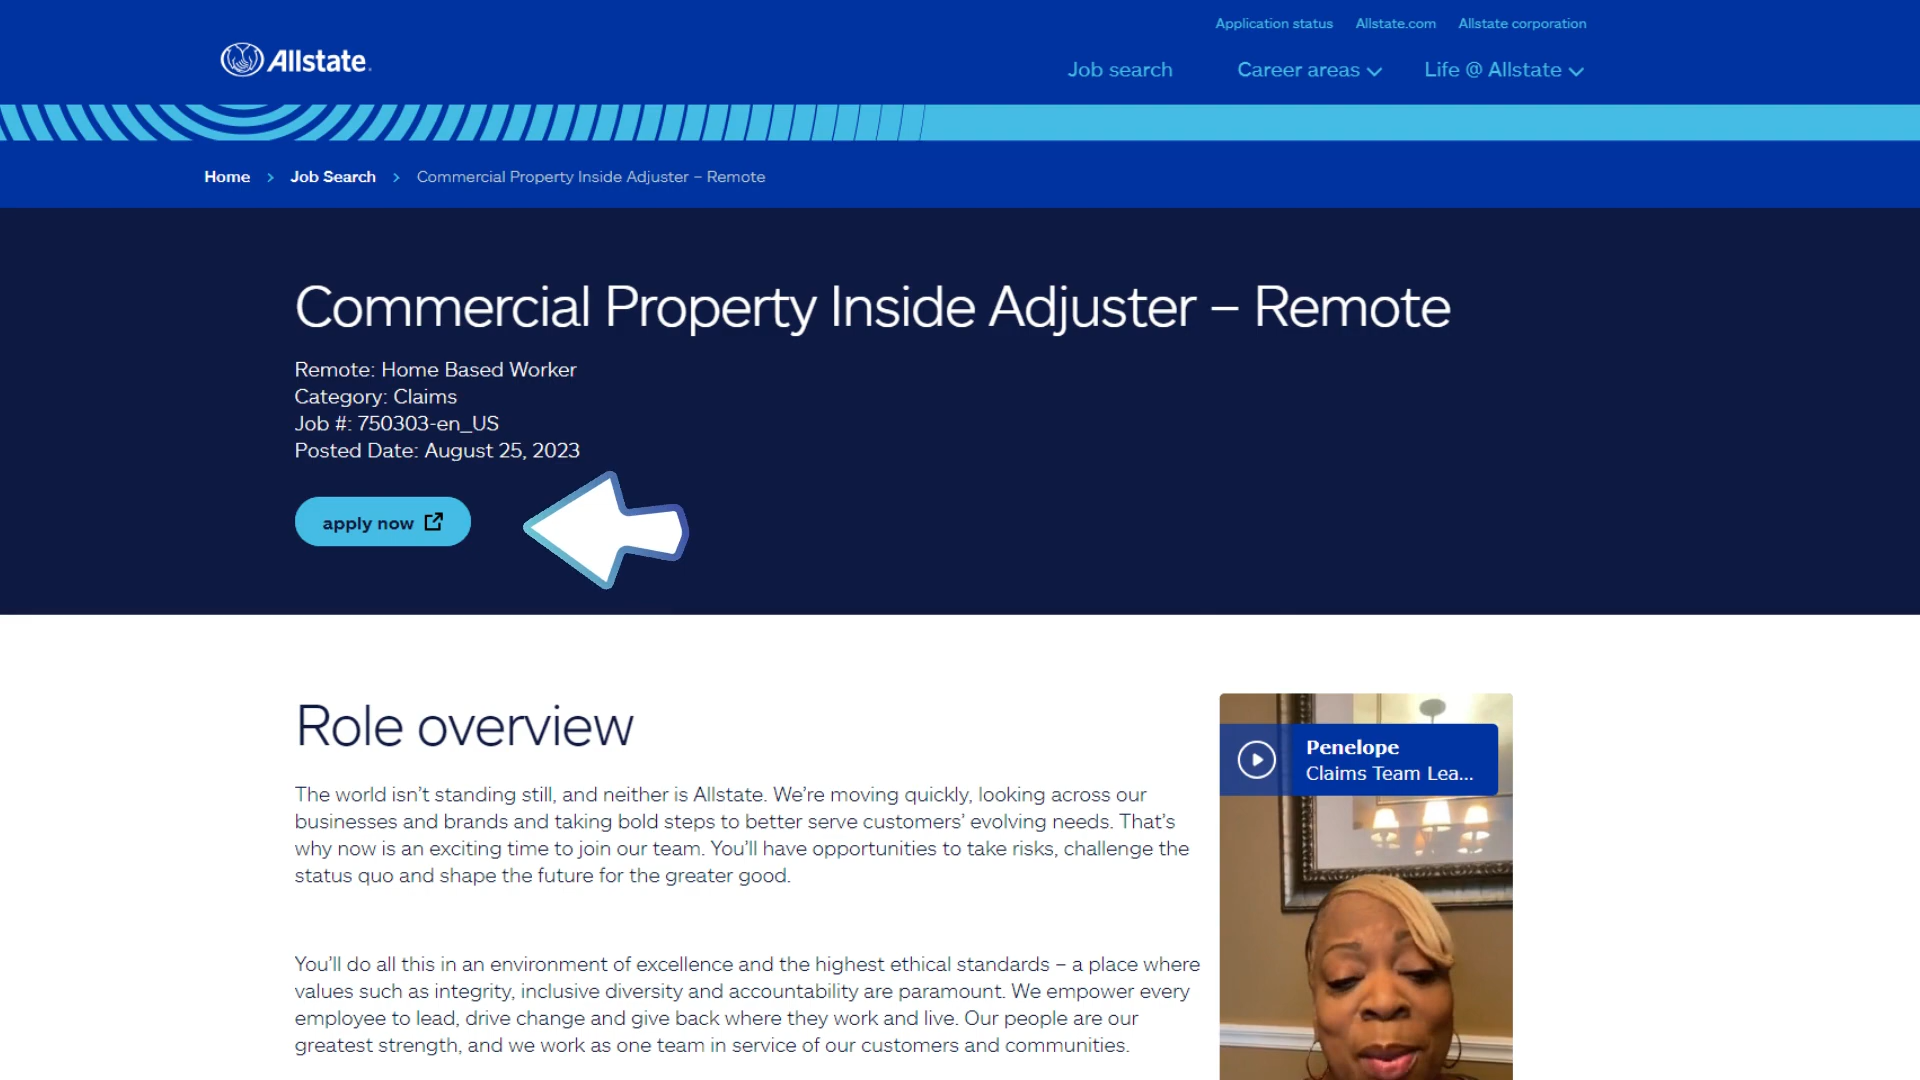 Application status Allstate.com Allstate corporation
Allstate.
Job search Career areas Life @ Allstate
Home > Job Search > Commercial Property Inside Adjuster – Remote
Commercial Property Inside Adjuster – Remote
Remote: Home Based Worker
Category: Claims
Job #: 750303-en_US
Posted Date: August 25, 2023
apply now
Role overview
The world isn’t standing still, and neither is Allstate. We’re moving quickly, looking across our
businesses and brands and taking bold steps to better serve customers’ evolving needs. That’s
why now is an exciting time to join our team. You’ll have opportunities to take risks, challenge the
status quo and shape the future for the greater good.
You’ll do all this in an environment of excellence and the highest ethical standards – a place where
values such as integrity, inclusive diversity and accountability are paramount. We empower every
employee to lead, drive change and give back where they work and live. Our people are our
greatest strength, and we work as one team in service of our customers and communities.
Penelope
Claims Team Lea...